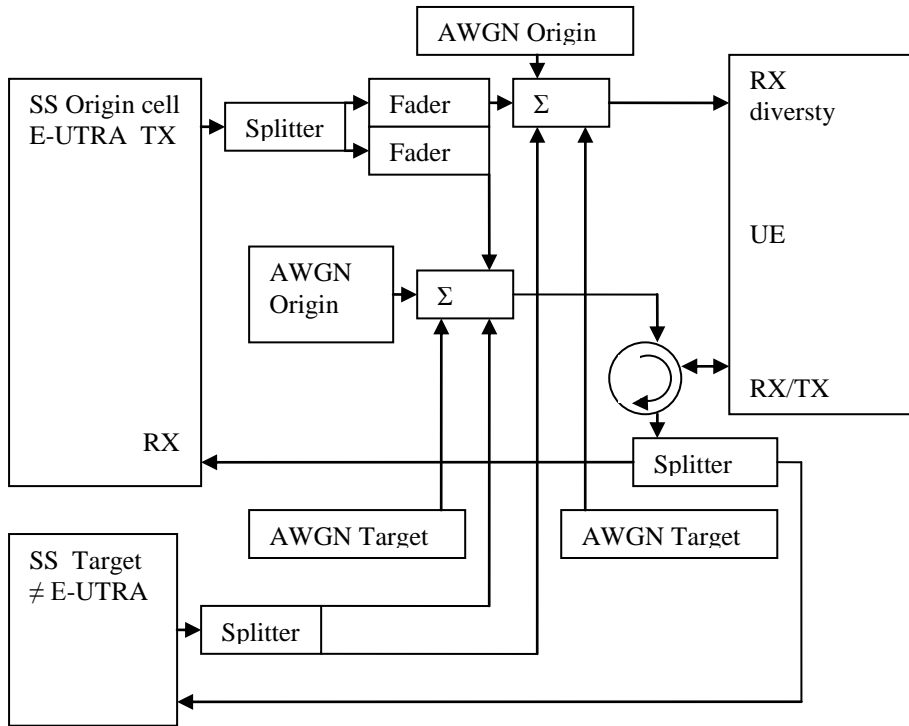 AWGN Origin
SS Origin cell
E-UTRA TX
Splitter
Fader
Fader
Σ
RX
diversty
UE
AWGN
Origin
Σ
RX/TX
RX
Splitter
AWGN Target
AWGN Target
SS Target
≠ E-UTRA
Splitter